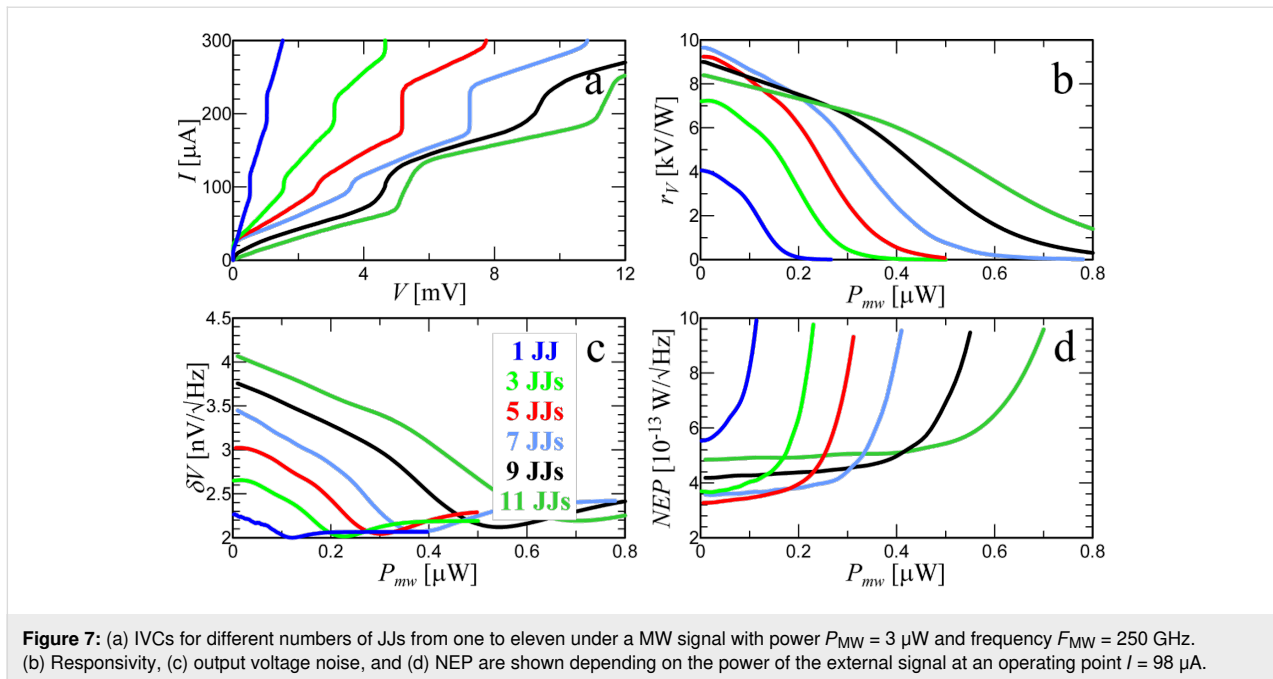 300
200
100
0
I [µA]
a
0
4
8
12
V [mV]
10
8
6
4
2
0
r_V [kV/W]
b
0
0.2
0.4
0.6
0.8
P_mw [µW]
4.5
4
3.5
3
2.5
2
δV [nV/√Hz]
c
1 JJ
3 JJs
5 JJs
7 JJs
9 JJs
11 JJs
0
0.2
0.4
0.6
0.8
P_mw [µW]
10
8
6
4
2
NEP [10⁻¹³ W/√Hz]
d
0
0.2
0.4
0.6
0.8
P_mw [µW]
Figure 7: (a) IVCs for different numbers of JJs from one to eleven under a MW signal with power P_MW = 3 µW and frequency F_MW = 250 GHz.
(b) Responsivity, (c) output voltage noise, and (d) NEP are shown depending on the power of the external signal at an operating point I = 98 µA.